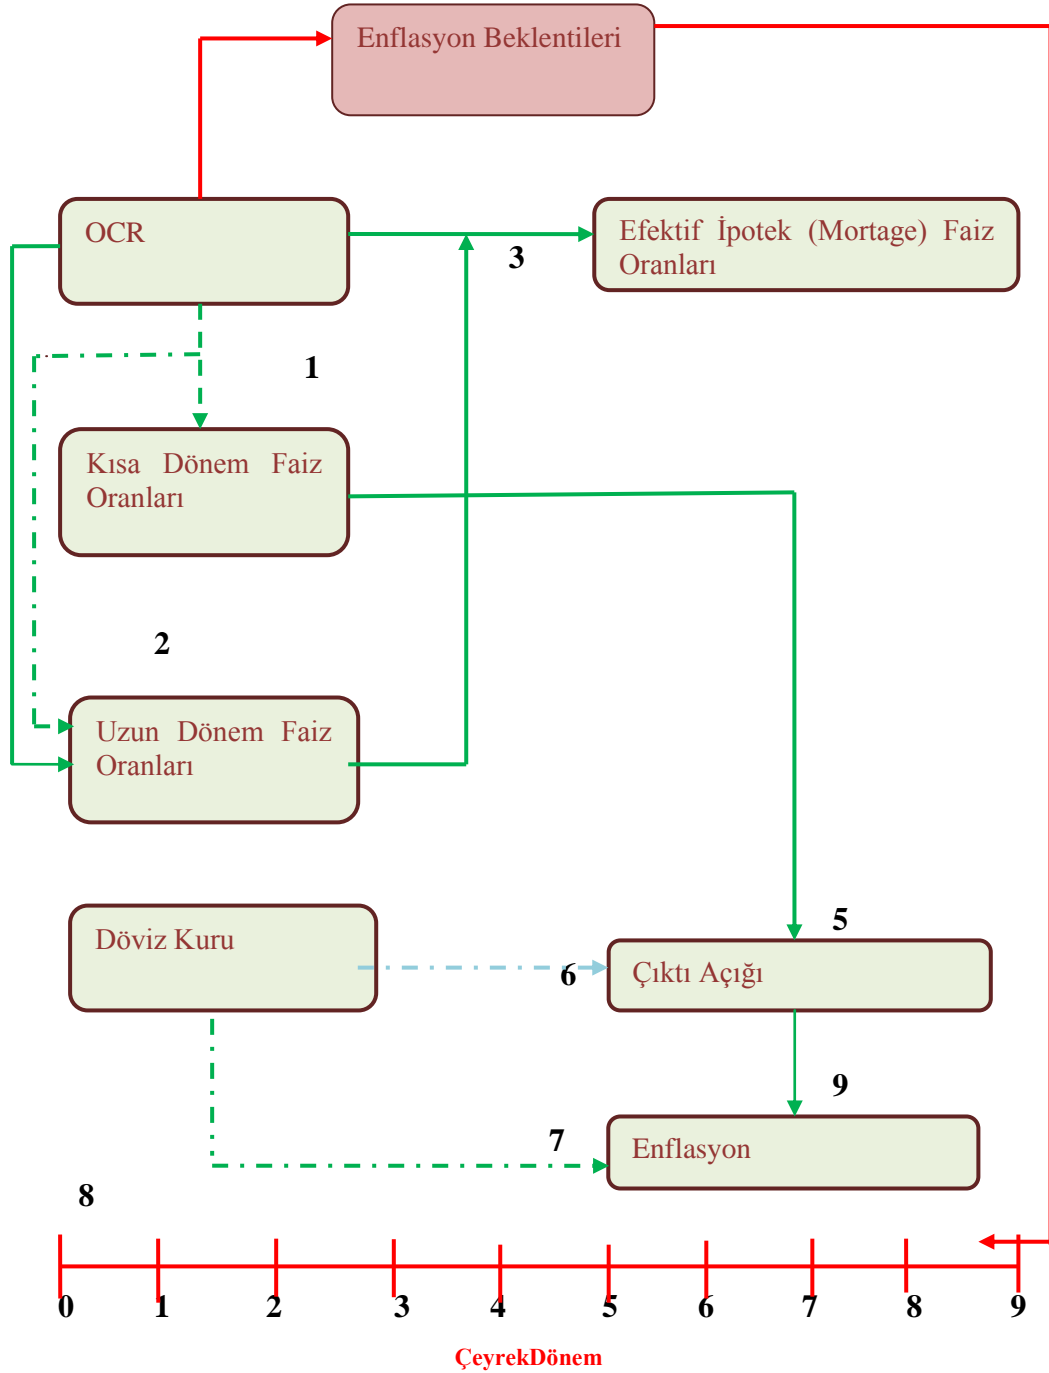 Enflasyon Beklentileri
OCR
Efektif İpotek (Mortage) Faiz
Oranları
3
1
Kısa Dönem Faiz
Oranları
2
Uzun Dönem Faiz
Oranları
Döviz Kuru
5
6
Çıktı Açığı
9
7
Enflasyon
8
0 1 2 3 4 5 6 7 8 9
ÇeyrekDönem